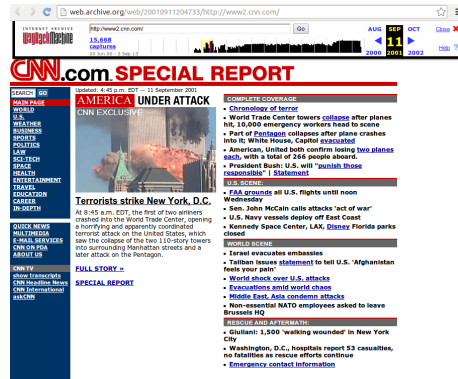 web.archive.org/web/20010911204733/http://www2.cnn.com/
INTERNET ARCHIVE
WayBackMachine
http://www2.cnn.com/
Go
15,668 captures
20 Jun 00 - 2 Sep 13
AUG SEP OCT
11
2000 2001 2002
Close
Help
CNN.com SPECIAL REPORT
SEARCH GO
MAIN PAGE
WORLD
U.S.
WEATHER
BUSINESS
SPORTS
POLITICS
LAW
SCI-TECH
SPACE
HEALTH
ENTERTAINMENT
TRAVEL
EDUCATION
CAREER
IN-DEPTH
QUICK NEWS
MULTIMEDIA
E-MAIL SERVICES
CNN ON PDA
ABOUT US
CNN TV
show transcripts
CNN Headline News
CNN International
askCNN
Updated: 4:45 p.m. EDT -- 11 September 2001
AMERICA UNDER ATTACK
CNN EXCLUSIVE
Terrorists strike New York, D.C.
At 8:45 a.m. EDT, the first of two airliners
crashed into the World Trade Center, opening
a horrifying and apparently coordinated
terrorist attack on the United States, which
saw the collapse of the two 110-story towers
into surrounding Manhattan streets and a
later attack on the Pentagon.
FULL STORY »
SPECIAL REPORT
COMPLETE COVERAGE
• Chronology of terror
• World Trade Center towers collapse after planes
hit, 10,000 emergency workers head to scene
• Part of Pentagon collapses after plane crashes
into it; White House, Capitol evacuated
• American, United both confirm losing two planes
each, with a total of 266 people aboard.
• President Bush: U.S. will "punish those
responsible" | Statement
U.S. SCENE:
• FAA grounds all U.S. flights until noon
Wednesday
• Sen. John McCain calls attacks 'act of war'
• U.S. Navy vessels deploy off East Coast
• Kennedy Space Center, LAX, Disney Florida parks
closed
WORLD SCENE
• Israel evacuates embassies
• Taliban issues statement to tell U.S. 'Afghanistan
feels your pain'
• World shock over U.S. attacks
• Evacuations amid world chaos
• Middle East, Asia condemn attacks
• Non-essential NATO employees asked to leave
Brussels HQ
RESCUE AND AFTERMATH:
• Giuliani: 1,500 'walking wounded' in New York
City
• Washington, D.C., hospitals report 53 casualties,
no fatalities as rescue efforts continue
• Emergency contact information